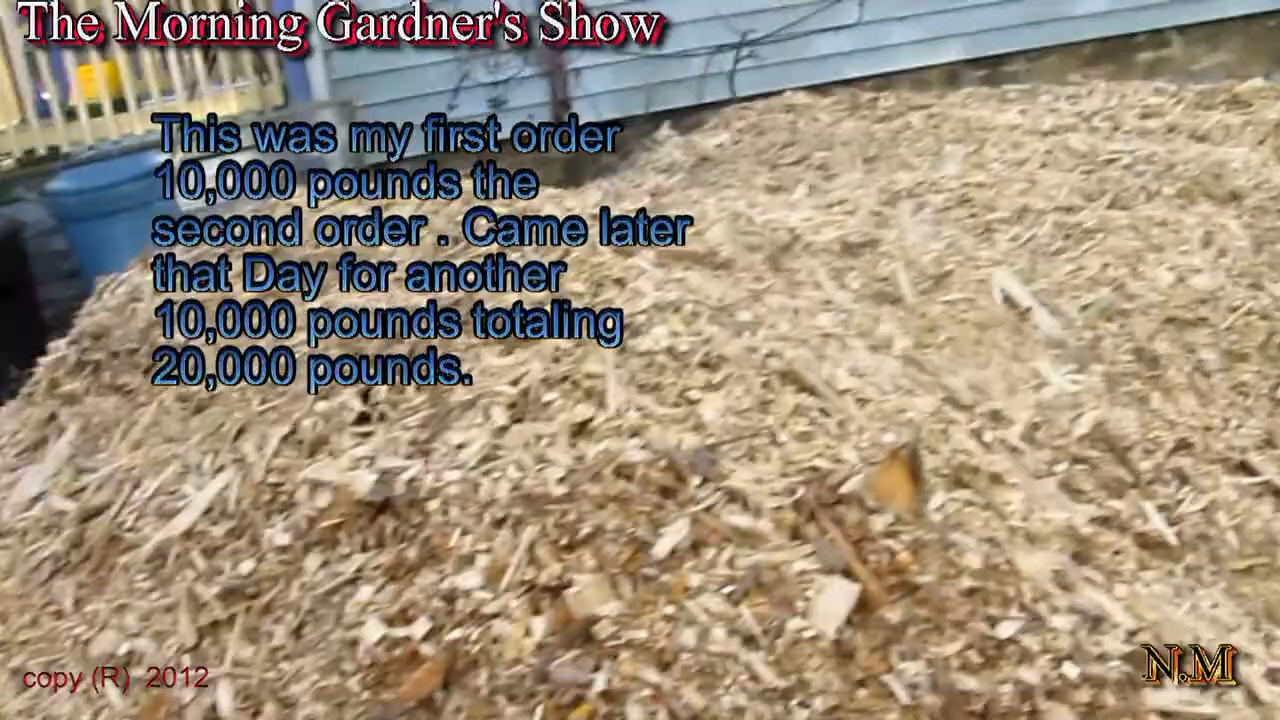 The Morning Gardner's Show
This was my first order
10,000 pounds the
second order . Came later
that Day for another
10,000 pounds totaling
20,000 pounds.
copy (R) 2012
N.M